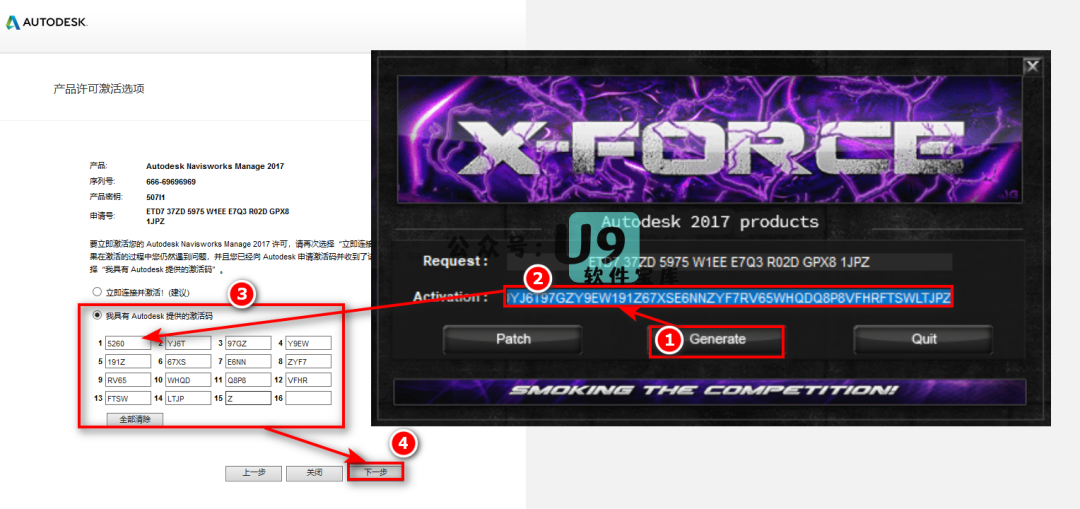 AUTODESK.
产品许可激活选项
产品: Autodesk Navisworks Manage 2017
序列号: 666-69696969
产品密钥: 507I1
申请号: ETD7 37ZD 5975 W1EE E7Q3 R02D GPX8
1JPZ
要立即激活您的 Autodesk Navisworks Manage 2017 许可，请再次选择“立即连接
果在激活的过程中您仍然遇到问题，并且您已经向 Autodesk 申请激活码并收到了
择 “我具有 Autodesk 提供的激活码”。
立即连接并激活! (建议)
3
我具有 Autodesk 提供的激活码
1 5260 2 YJ6T 3 97GZ 4 Y9EW
5 191Z 6 67XS 7 E6NN 8 ZYF7
9 RV65 10 WHQD 11 Q8P8 12 VFHR
13 FTSW 14 LTJP 15 Z 16
全部清除
4
上一步 关闭 下一步
X-FORCE
Autodesk 2017 products
公众号: U9
软件宝库
Request: ETD7 37ZD 5975 W1EE E7Q3 R02D GPX8 1JPZ
2
Activation: YJ6T97GZY9EW191Z67XSE6NNZYF7RV65WHQDQ8P8VFHRFTSWLTJPZ
Patch 1 Generate Quit
SMOKING THE COMPETITION!